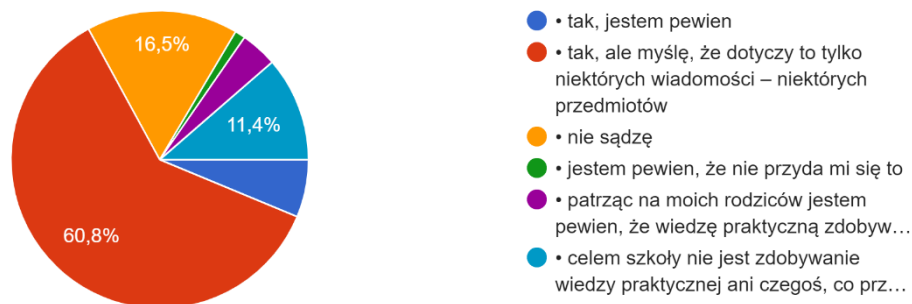 16,5%
11,4%
60,8%
• tak, jestem pewien
• tak, ale myślę, że dotyczy to tylko
niektórych wiadomości – niektórych
przedmiotów
• nie sądzę
• jestem pewien, że nie przyda mi się to
• patrząc na moich rodziców jestem
pewien, że wiedzę praktyczną zdobyw…
• celem szkoły nie jest zdobywanie
wiedzy praktycznej ani czegoś, co prz…